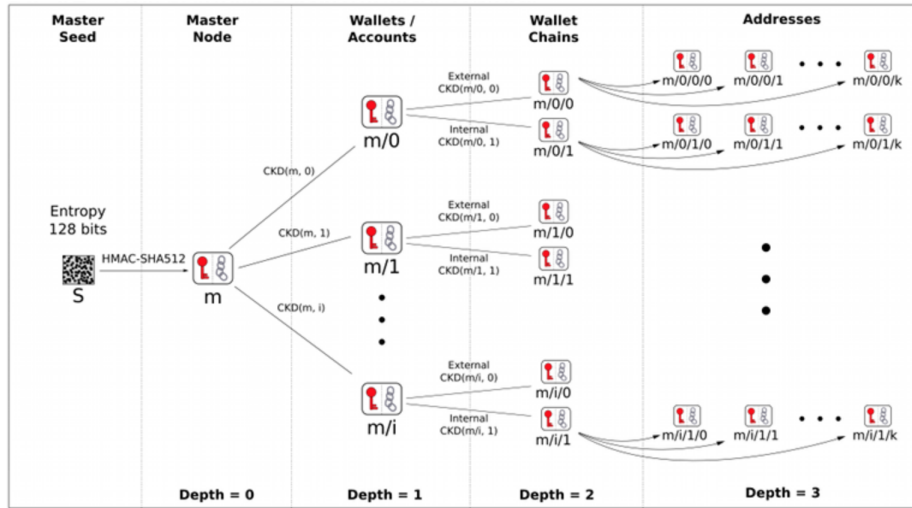 Master
Seed
Master
Node
Wallets /
Accounts
Wallet
Chains
Addresses
Entropy
128 bits
S
HMAC-SHA512
m
CKD(m, 0)
CKD(m, 1)
CKD(m, i)
m/0
m/1
m/i
External
CKD(m/0, 0)
Internal
CKD(m/0, 1)
External
CKD(m/1, 0)
Internal
CKD(m/1, 1)
External
CKD(m/i, 0)
Internal
CKD(m/i, 1)
m/0/0
m/0/1
m/1/0
m/1/1
m/i/0
m/i/1
m/0/0/0
m/0/0/1
m/0/0/k
m/0/1/0
m/0/1/1
m/0/1/k
m/i/1/0
m/i/1/1
m/i/1/k
Depth = 0
Depth = 1
Depth = 2
Depth = 3